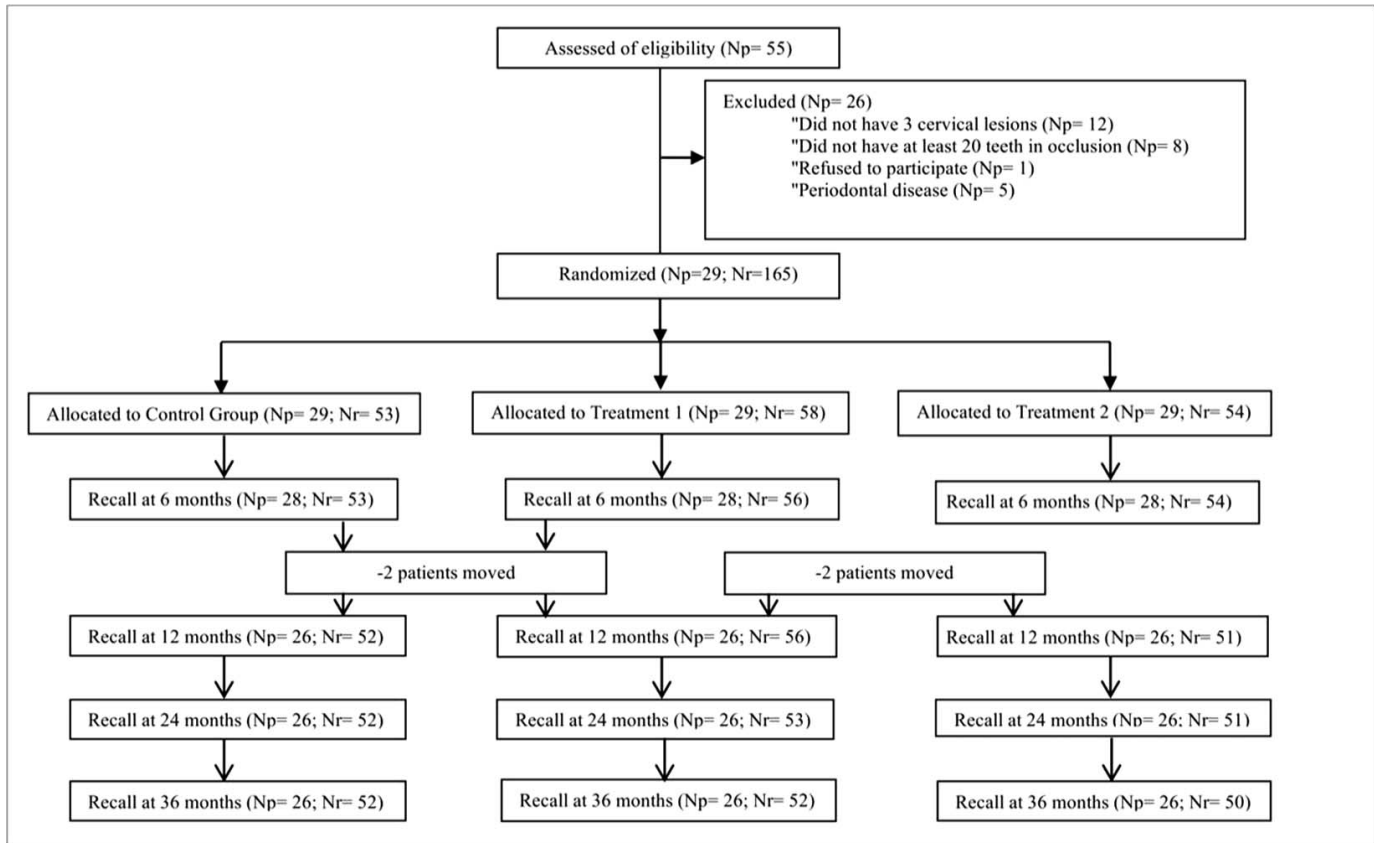 Assessed of eligibility (Np= 55)
Excluded (Np= 26)
"Did not have 3 cervical lesions (Np= 12)
"Did not have at least 20 teeth in occlusion (Np= 8)
"Refused to participate (Np= 1)
"Periodontal disease (Np= 5)
Randomized (Np=29; Nr=165)
Allocated to Control Group (Np= 29; Nr= 53)
Allocated to Treatment 1 (Np= 29; Nr= 58)
Allocated to Treatment 2 (Np= 29; Nr= 54)
Recall at 6 months (Np= 28; Nr= 53)
Recall at 6 months (Np= 28; Nr= 56)
Recall at 6 months (Np= 28; Nr= 54)
-2 patients moved
-2 patients moved
Recall at 12 months (Np= 26; Nr= 52)
Recall at 12 months (Np= 26; Nr= 56)
Recall at 12 months (Np= 26; Nr= 51)
Recall at 24 months (Np= 26; Nr= 52)
Recall at 24 months (Np= 26; Nr= 53)
Recall at 24 months (Np= 26; Nr= 51)
Recall at 36 months (Np= 26; Nr= 52)
Recall at 36 months (Np= 26; Nr= 52)
Recall at 36 months (Np= 26; Nr= 50)